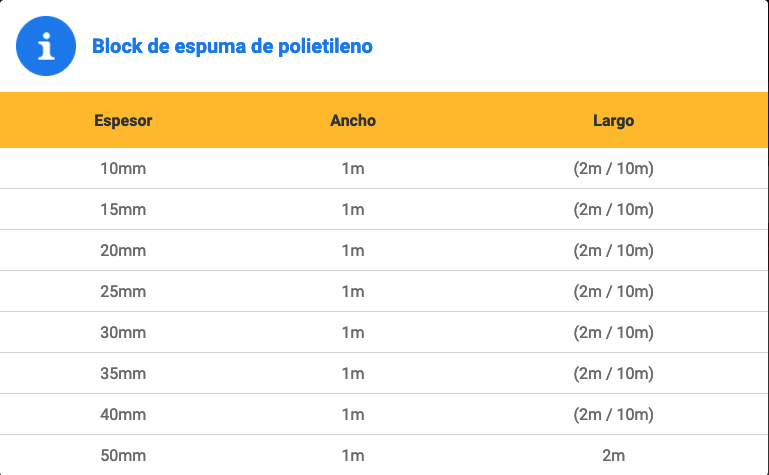 Block de espuma de polietileno
Espesor Ancho Largo
10mm 1m (2m / 10m)
15mm 1m (2m / 10m)
20mm 1m (2m / 10m)
25mm 1m (2m / 10m)
30mm 1m (2m / 10m)
35mm 1m (2m / 10m)
40mm 1m (2m / 10m)
50mm 1m 2m